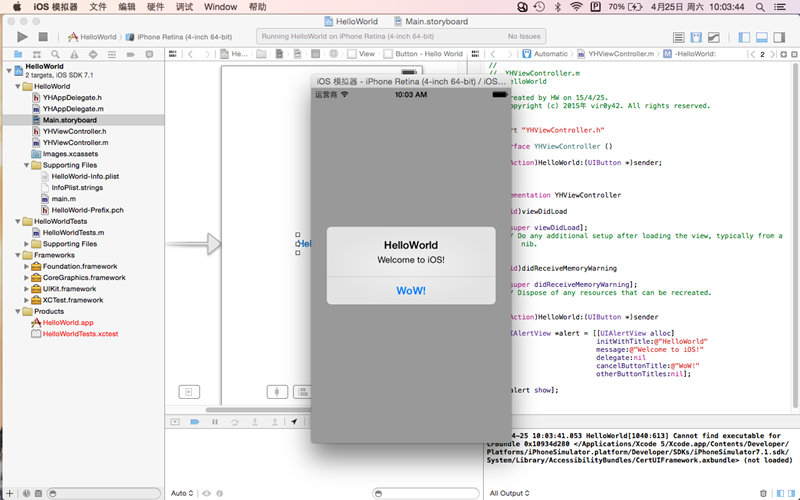 iOS 模拟器 文件 编辑 硬件 调试 Window 帮助 70% 4月25日 周六 10:03:44
HelloWorld Main.storyboard
HelloWorld iPhone Retina (4-inch 64-bit) Running HelloWorld on iPhone Retina (4-inch 64-bit) No Issues
He… View Button - Hello World Automatic YHViewController.m -HelloWorld: 2
HelloWorld
2 targets, iOS SDK 7.1
HelloWorld
YHAppDelegate.h
YHAppDelegate.m
Main.storyboard
YHViewController.h
YHViewController.m
Images.xcassets
Supporting Files
HelloWorld-Info.plist
InfoPlist.strings
main.m
HelloWorld-Prefix.pch
HelloWorldTests
HelloWorldTests.m
Supporting Files
Frameworks
Foundation.framework
CoreGraphics.framework
UIKit.framework
XCTest.framework
Products
HelloWorld.app
HelloWorldTests.xctest
Hel
iOS 模拟器 - iPhone Retina (4-inch 64-bit) / iOS…
运营商 10:03 AM
HelloWorld
Welcome to iOS!
WoW!
//
// YHViewController.m
HelloWorld
reated by HW on 15/4/25.
opyright (c) 2015年 vir0y42. All rights reserved.
rt "YHViewController.h"
rface YHViewController ()
Action)HelloWorld:(UIButton *)sender;
ementation YHViewController
id)viewDidLoad
super viewDidLoad];
/ Do any additional setup after loading the view, typically from a
nib.
id)didReceiveMemoryWarning
super didReceiveMemoryWarning];
/ Dispose of any resources that can be recreated.
Action)HelloWorld:(UIButton *)sender
IAlertView *alert = [[UIAlertView alloc]
initWithTitle:@"HelloWorld"
message:@"Welcome to iOS!"
delegate:nil
cancelButtonTitle:@"WoW!"
otherButtonTitles:nil];
alert show];
4-25 10:03:41.053 HelloWorld[1040:613] Cannot find executable for
CFBundle 0x10934d280 </Applications/Xcode 5/Xcode.app/Contents/Developer/
Platforms/iPhoneSimulator.platform/Developer/SDKs/iPhoneSimulator7.1.sdk/
System/Library/AccessibilityBundles/CertUIFramework.axbundle> (not loaded)
Auto All Output